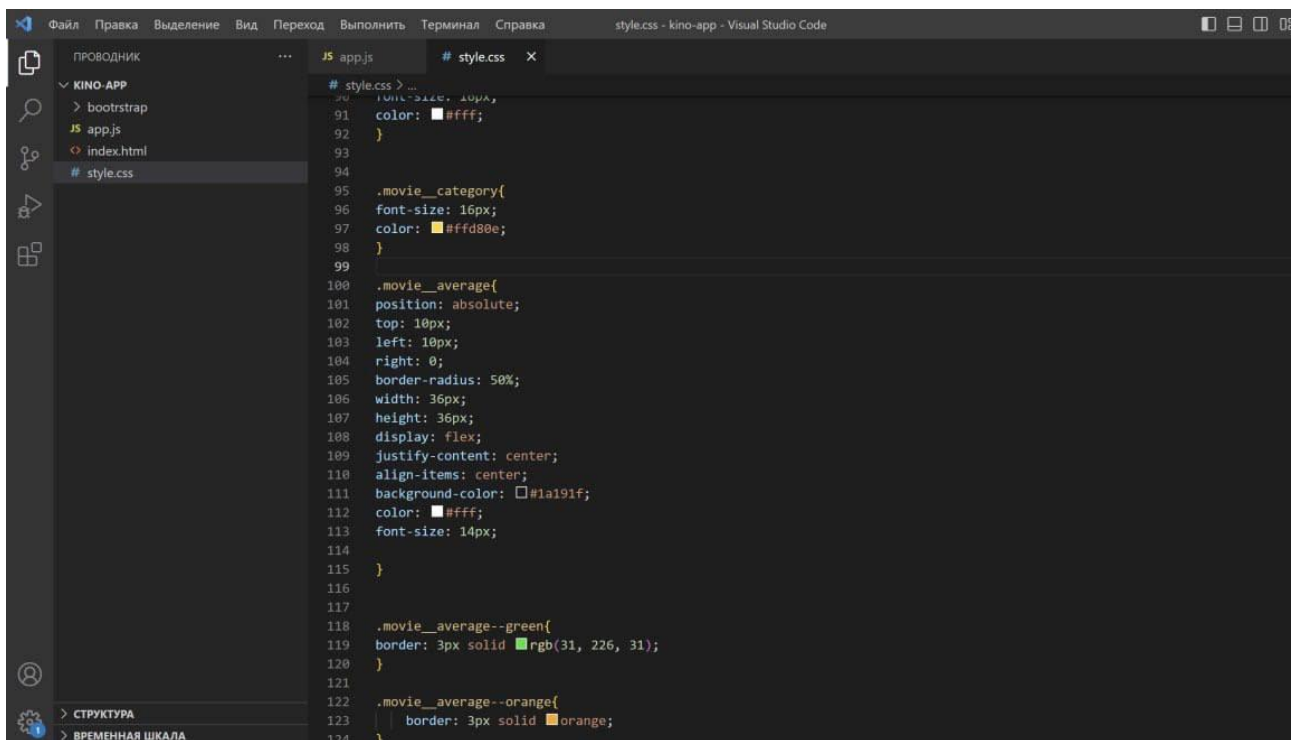 Файл Правка Выделение Вид Переход Выполнить Терминал Справка style.css - kino-app - Visual Studio Code
ПРОВОДНИК ...
JS app.js # style.css ×
KINO-APP
> bootrstrap
JS app.js
<> index.html
# style.css
# style.css > ...
90 font-size: 16px;
91 color: #fff;
92 }
93
94
95 .movie__category{
96 font-size: 16px;
97 color: #ffd80e;
98 }
99
100 .movie__average{
101 position: absolute;
102 top: 10px;
103 left: 10px;
104 right: 0;
105 border-radius: 50%;
106 width: 36px;
107 height: 36px;
108 display: flex;
109 justify-content: center;
110 align-items: center;
111 background-color: #1a191f;
112 color: #fff;
113 font-size: 14px;
114
115 }
116
117
118 .movie__average--green{
119 border: 3px solid rgb(31, 226, 31);
120 }
121
122 .movie__average--orange{
123 border: 3px solid orange;
124 }
> СТРУКТУРА
> ВРЕМЕННАЯ ШКАЛА
1